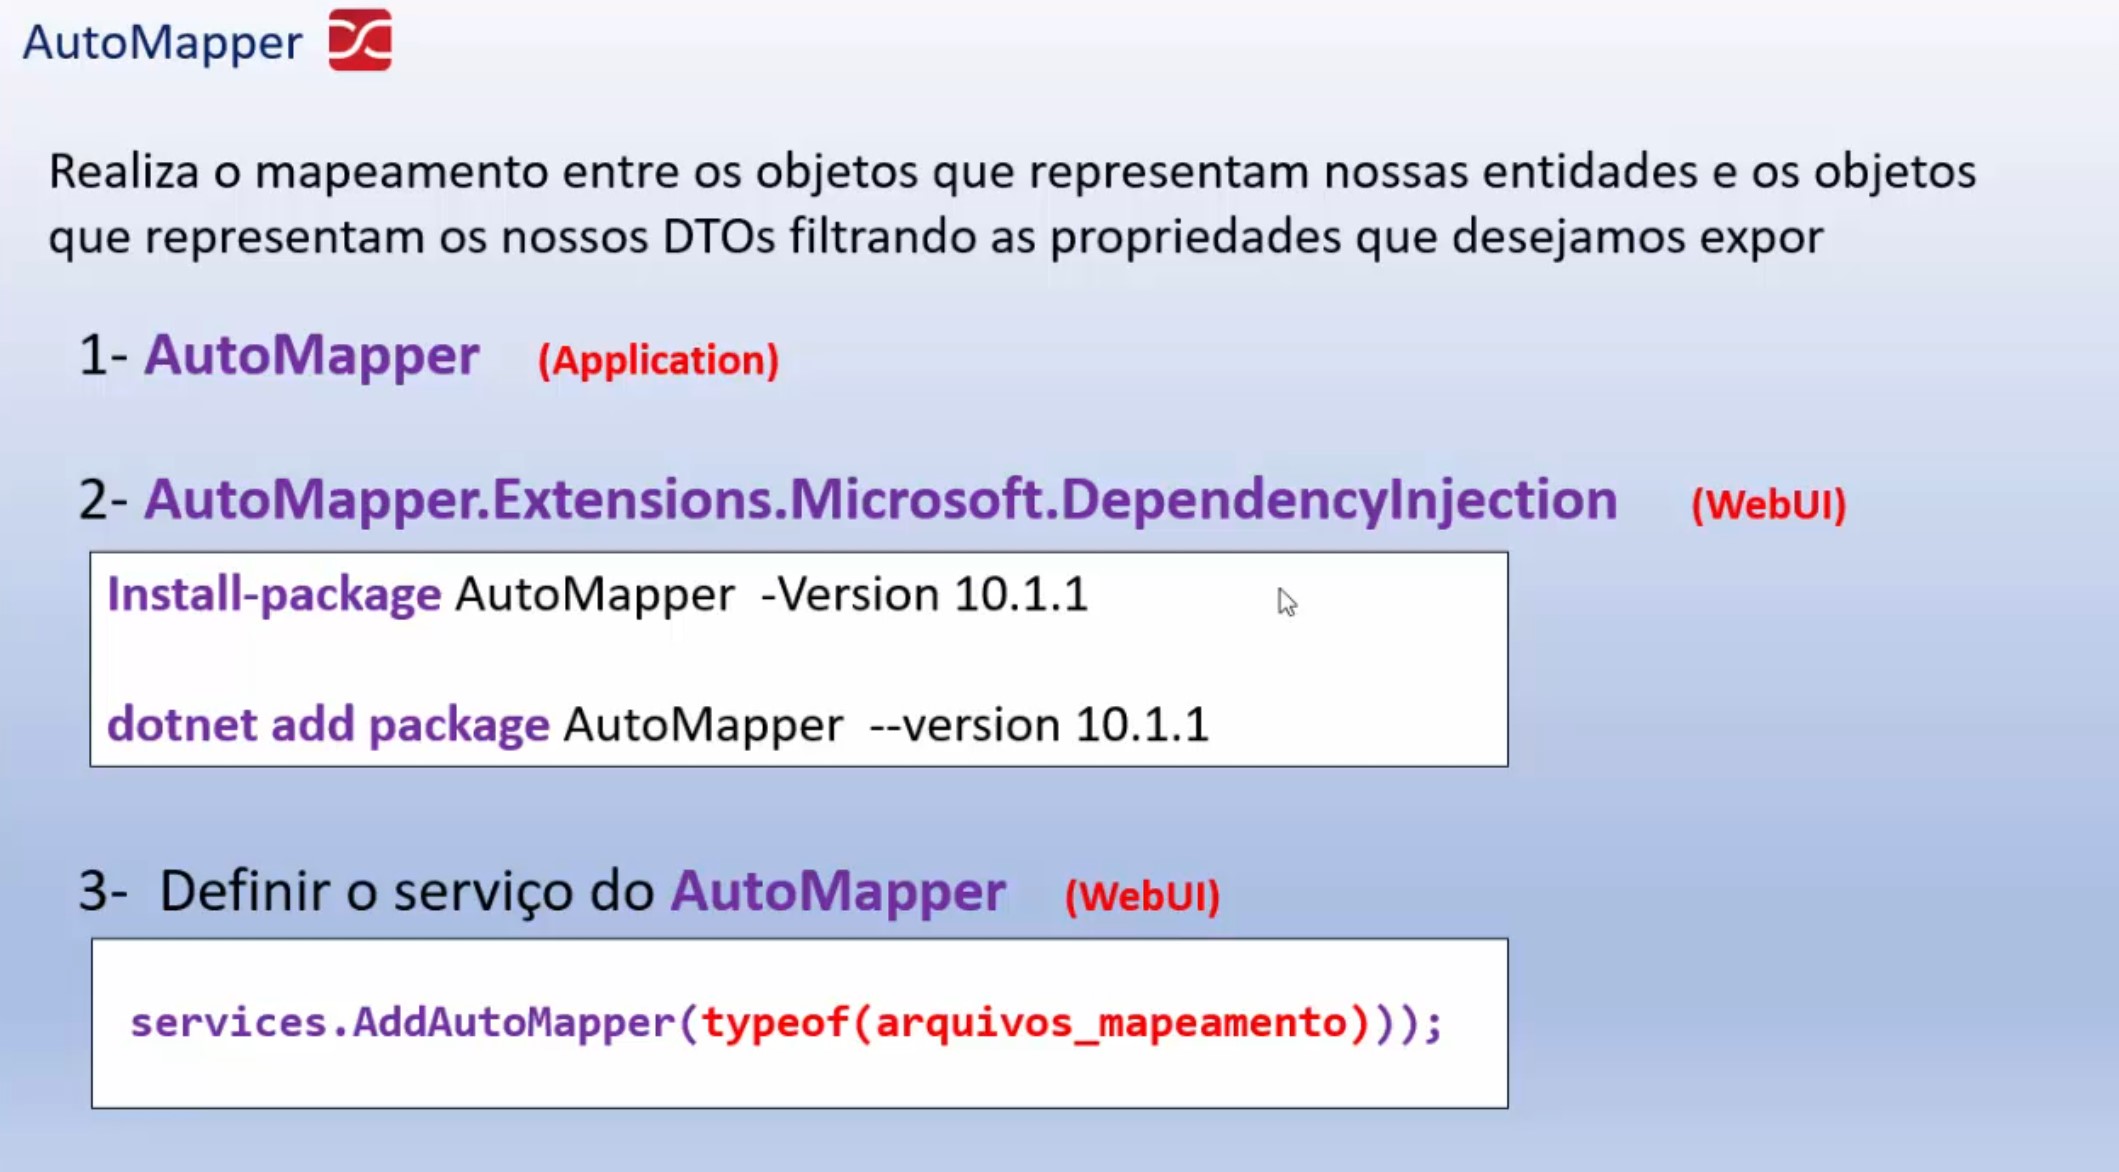 AutoMapper
Realiza o mapeamento entre os objetos que representam nossas entidades e os objetos
que representam os nossos DTOs filtrando as propriedades que desejamos expor
1- AutoMapper (Application)
2- AutoMapper.Extensions.Microsoft.DependencyInjection (WebUI)
Install-package AutoMapper -Version 10.1.1
dotnet add package AutoMapper --version 10.1.1
3- Definir o serviço do AutoMapper (WebUI)
services.AddAutoMapper(typeof(arquivos_mapeamento)));